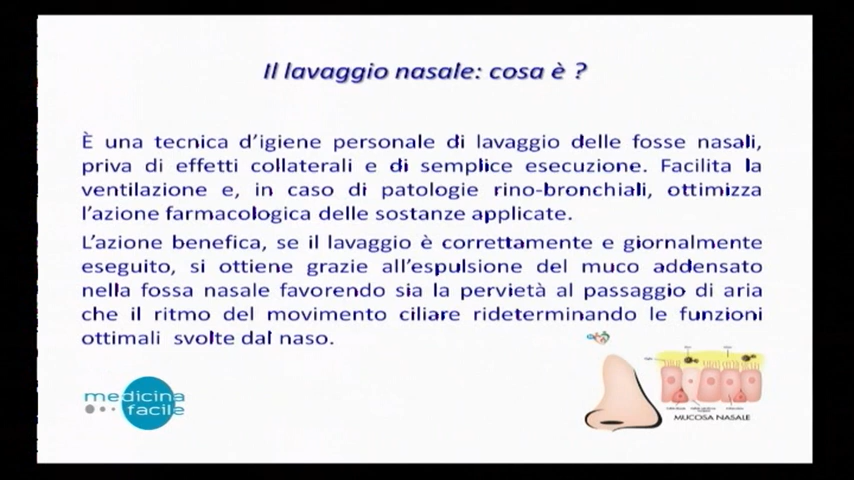 Il lavaggio nasale: cosa è ?
È una tecnica d'igiene personale di lavaggio delle fosse nasali,
priva di effetti collaterali e di semplice esecuzione. Facilita la
ventilazione e, in caso di patologie rino-bronchiali, ottimizza
l'azione farmacologica delle sostanze applicate.
L'azione benefica, se il lavaggio è correttamente e giornalmente
eseguito, si ottiene grazie all'espulsione del muco addensato
nella fossa nasale favorendo sia la pervietà al passaggio di aria
che il ritmo del movimento ciliare rideterminando le funzioni
ottimali svolte dal naso.
medicina
facile
MUCOSA NASALE